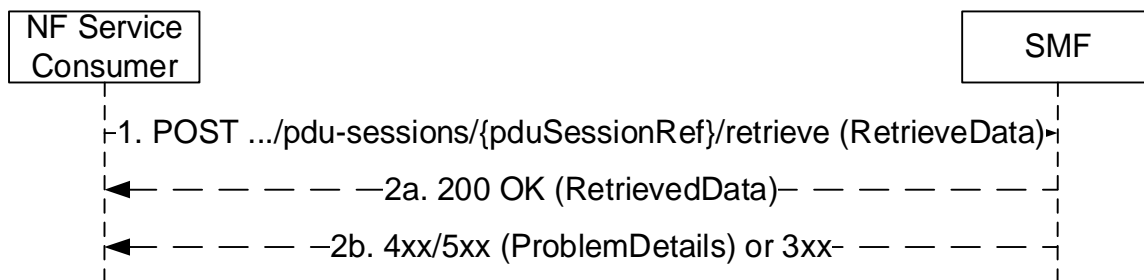 NF Service
Consumer
SMF
1. POST .../pdu-sessions/{pduSessionRef}/retrieve (RetrieveData)
2a. 200 OK (RetrievedData)
2b. 4xx/5xx (ProblemDetails) or 3xx